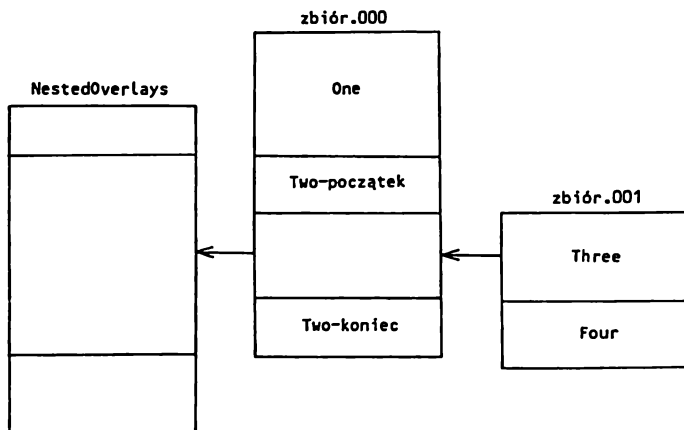 zbiór.000
NestedOverlays
One
Two-początek
zbiór.001
Three
Two-koniec
Four